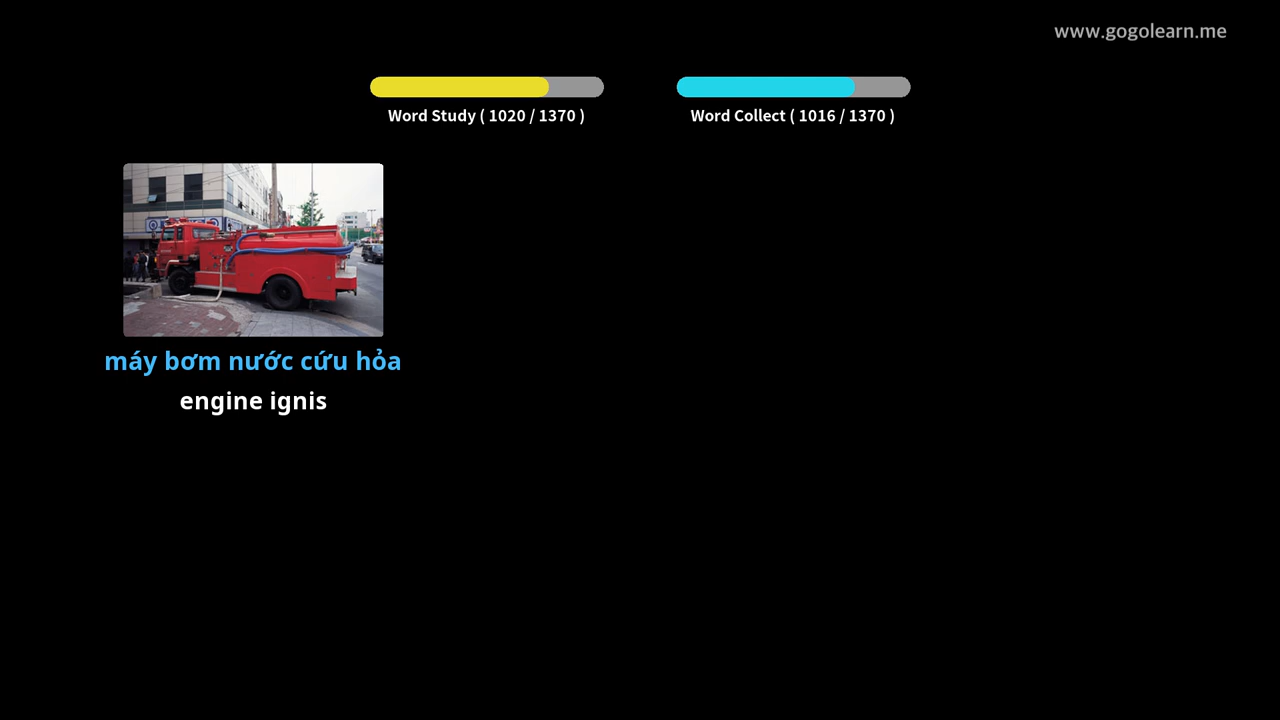 www.gogolearn.me
Word Study ( 1020 / 1370 )
Word Collect ( 1016 / 1370 )
máy bơm nước cứu hỏa
engine ignis